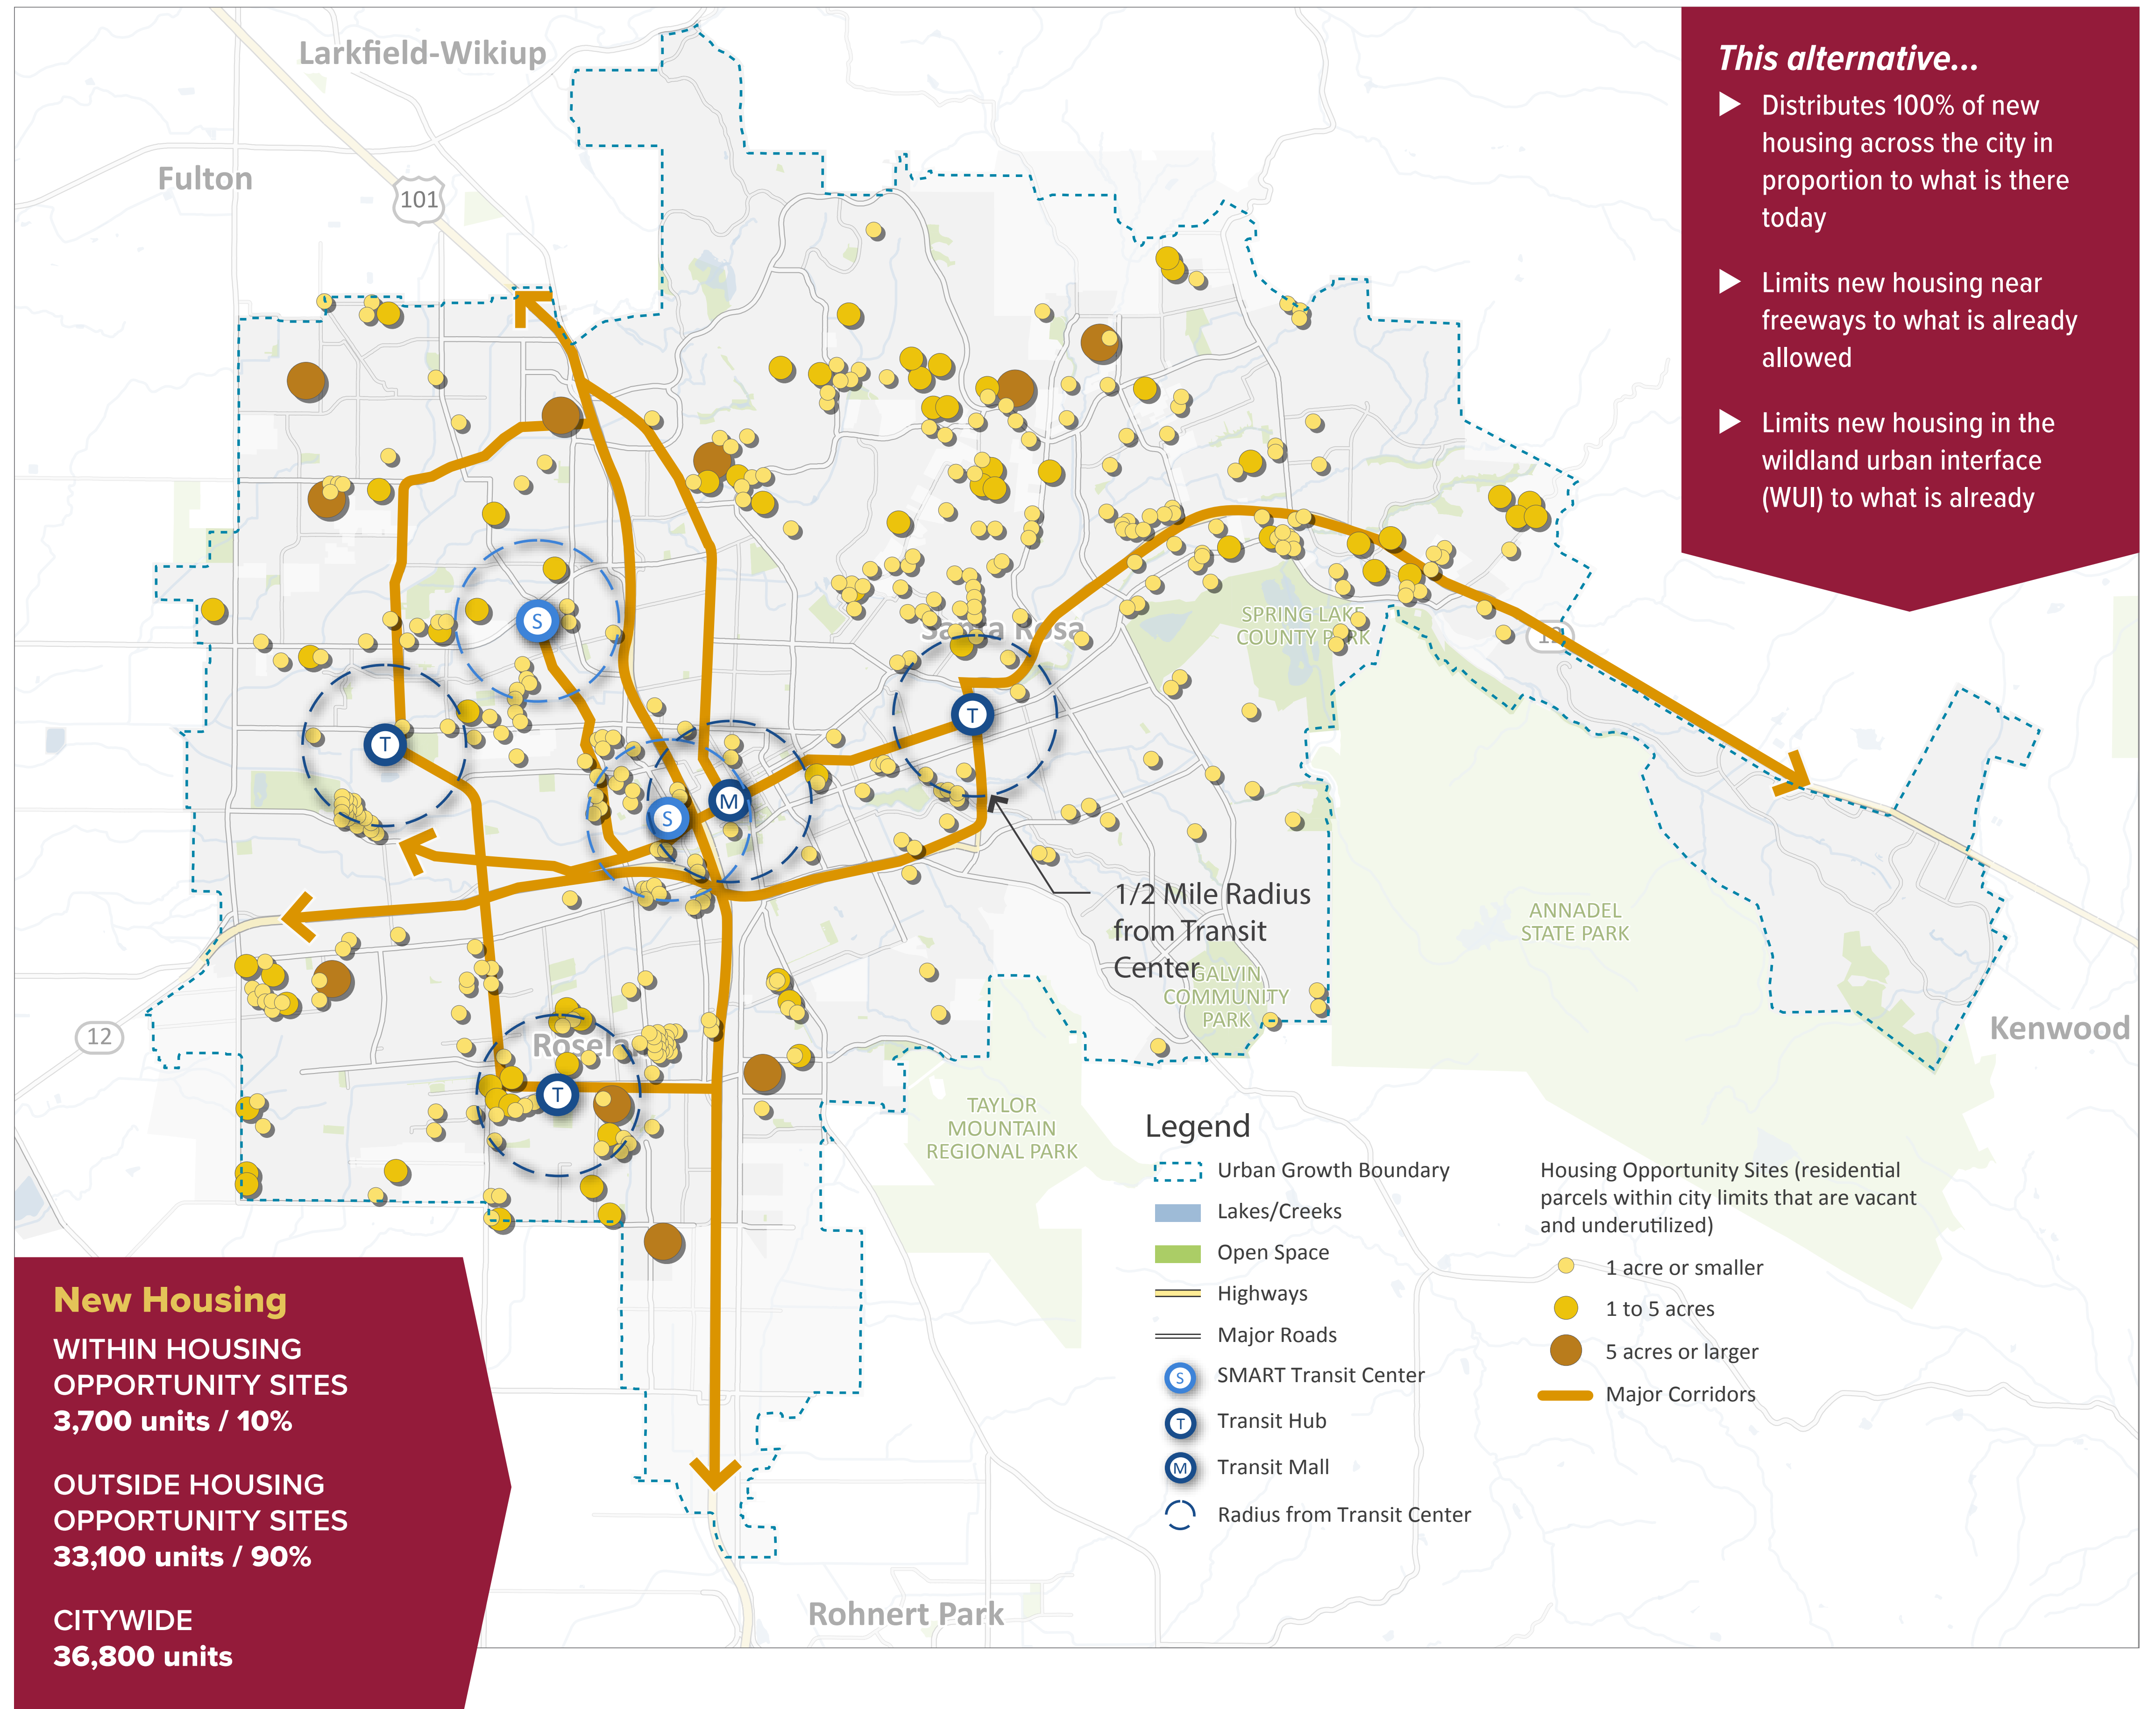 Larkfield-Wikiup
Fulton
101
This alternative...
Distributes 100% of new
housing across the city in
proportion to what is there
today
Limits new housing near
freeways to what is already
allowed
Limits new housing in the
wildland urban interface
(WUI) to what is already
S
SPRING LAKE
COUNTY PARK
Santa Rosa
12
T
T
M
S
1/2 Mile Radius
from Transit
Center
ANNADEL
STATE PARK
GALVIN
COMMUNITY
PARK
12
Kenwood
T
TAYLOR
MOUNTAIN
REGIONAL PARK
Legend
Urban Growth Boundary
Lakes/Creeks
Open Space
Highways
Major Roads
S SMART Transit Center
T Transit Hub
M Transit Mall
Radius from Transit Center
Housing Opportunity Sites (residential
parcels within city limits that are vacant
and underutilized)
1 acre or smaller
1 to 5 acres
5 acres or larger
Major Corridors
New Housing
WITHIN HOUSING
OPPORTUNITY SITES
3,700 units / 10%
OUTSIDE HOUSING
OPPORTUNITY SITES
33,100 units / 90%
CITYWIDE
36,800 units
Rohnert Park